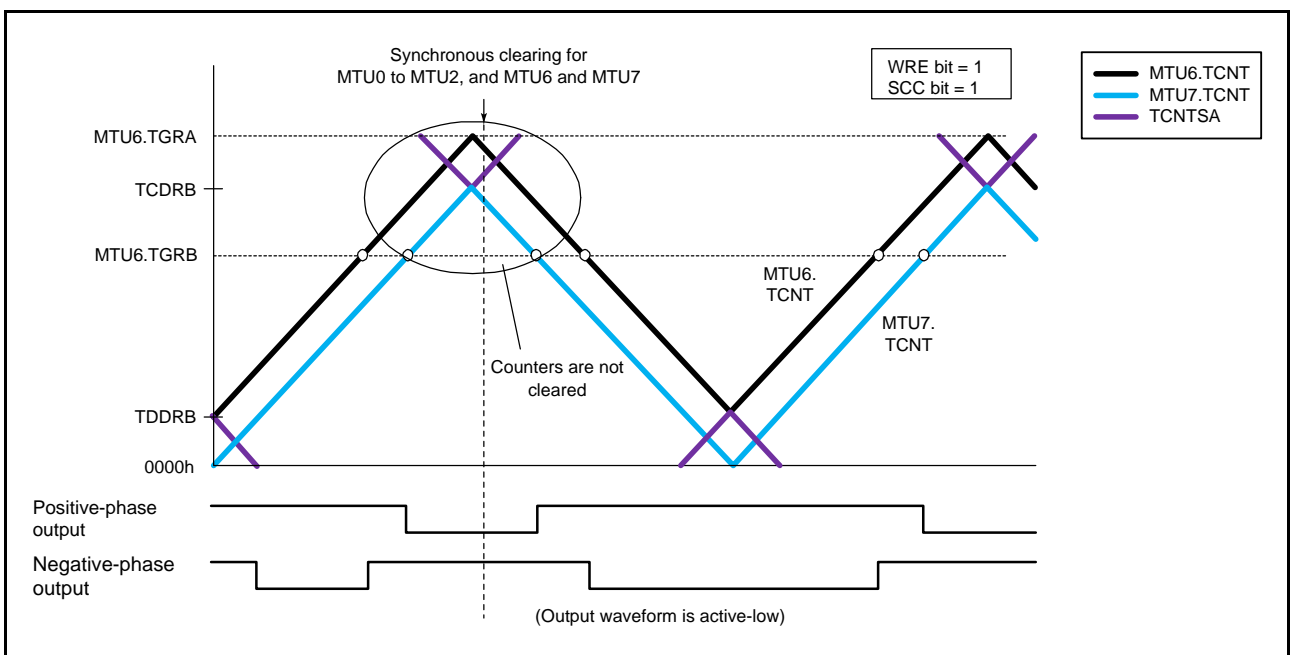 Synchronous clearing for
MTU0 to MTU2, and MTU6 and MTU7
WRE bit = 1
SCC bit = 1
MTU6.TCNT
MTU7.TCNT
TCNTSA
MTU6.TGRA
TCDRB
MTU6.TGRB
MTU6.
TCNT
MTU7.
TCNT
Counters are not
cleared
TDDRB
0000h
Positive-phase
output
Negative-phase
output
(Output waveform is active-low)